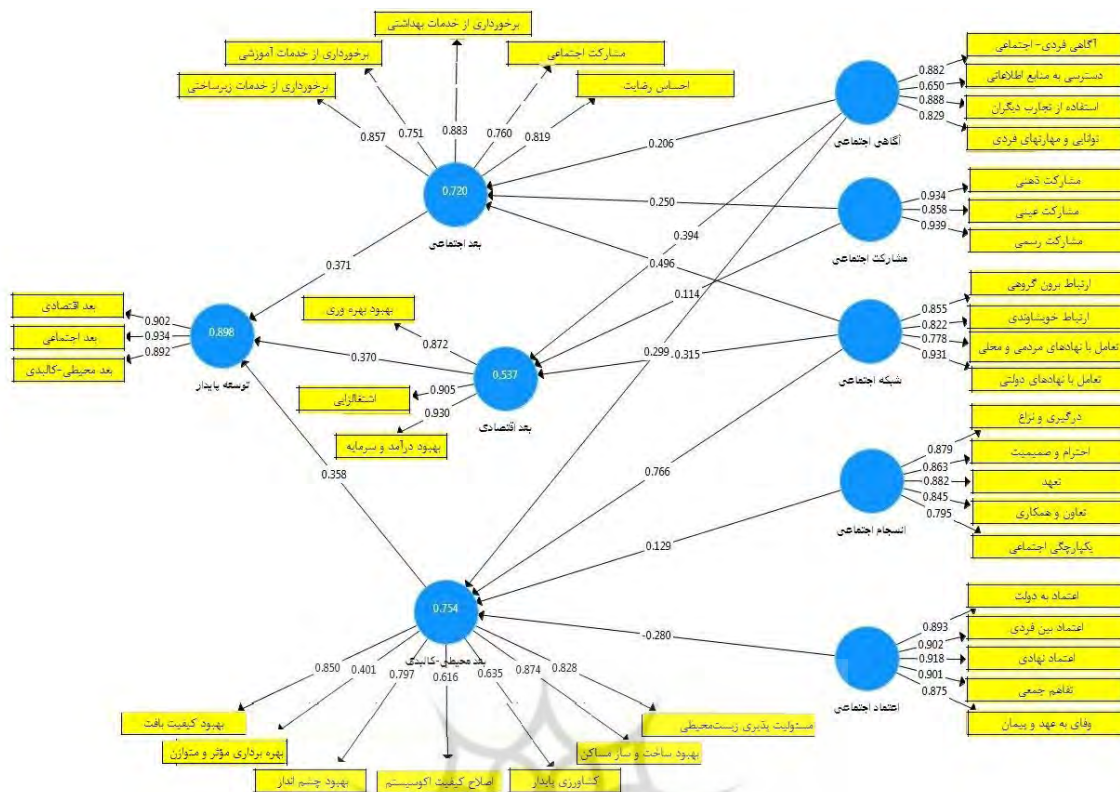 برخورداری از خدمات بهداشتی
برخورداری از خدمات آموزشی
مشارکت اجتماعی
برخورداری از خدمات زیرساختی
احساس رضایت
0.857
0.751
0.883
0.760
0.819
0.720
بعد اجتماعی
آگاهی فردی- اجتماعی
دسترسی به منابع اطلاعاتی
استفاده از تجارب دیگران
توانایی و مهارتهای فردی
0.882
0.650
0.888
0.829
آگاهی اجتماعی
0.206
مشارکت ذهنی
مشارکت عینی
مشارکت رسمی
0.934
0.858
0.939
مشارکت اجتماعی
0.250
0.394
0.496
0.114
0.371
بعد اقتصادی
بعد اجتماعی
بعد محیطی-کالبدی
0.902
0.934
0.892
0.898
توسعه پایدار
بهبود بهره وری
0.872
0.370
0.537
بعد اقتصادی
اشتغالزایی
0.905
0.930
بهبود درآمد و سرمایه
0.299
0.315
ارتباط برون گروهی
ارتباط خویشاوندی
تعامل با نهادهای مردمی و محلی
تعامل با نهادهای دولتی
0.855
0.822
0.778
0.931
شبکه اجتماعی
0.358
0.766
درگیری و نزاع
احترام و صمیمیت
تعهد
تعاون و همکاری
یکپارچگی اجتماعی
0.879
0.863
0.882
0.845
0.795
انسجام اجتماعی
0.129
0.754
بعد محیطی-کالبدی
-0.280
اعتماد به دولت
اعتماد بین فردی
اعتماد نهادی
تفاهم جمعی
وفای به عهد و پیمان
0.893
0.902
0.918
0.901
0.875
اعتماد اجتماعی
0.850
0.401
0.797
0.616
0.635
0.874
0.828
بهبود کیفیت بافت
بهره برداری مؤثر و متوازن
بهبود چشم انداز
اصلاح کیفیت اکوسیستم
کشاورزی پایدار
بهبود ساخت و ساز مساکن
مسئولیت پذیری زیست‌محیطی